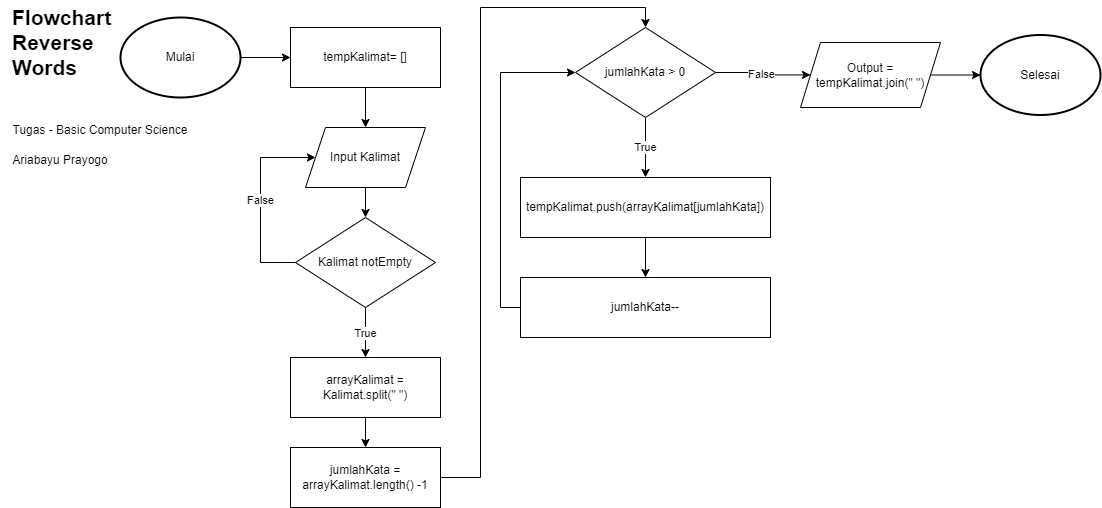 Flowchart
Reverse
Words
Tugas - Basic Computer Science
Ariabayu Prayogo
Mulai
tempKalimat= []
Input Kalimat
False
Kalimat notEmpty
True
arrayKalimat =
Kalimat.split(" ")
jumlahKata =
arrayKalimat.length() -1
jumlahKata > 0
False
True
tempKalimat.push(arrayKalimat[jumlahKata])
jumlahKata--
Output =
tempKalimat.join(" ")
Selesai